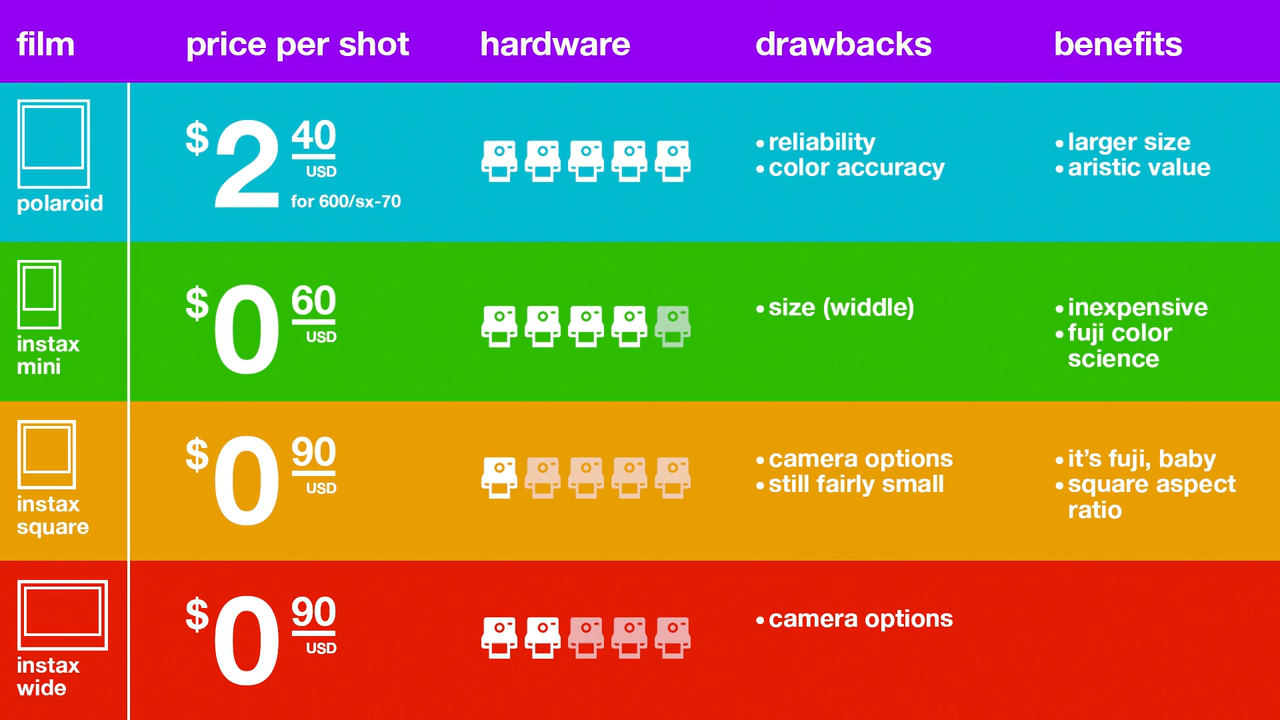 film price per shot hardware drawbacks benefits
polaroid
$2 40
USD
for 600/sx-70
•reliability
•color accuracy
•larger size
•aristic value
instax
mini
$0 60
USD
•size (widdle)
•inexpensive
•fuji color
science
instax
square
$0 90
USD
•camera options
•still fairly small
•it's fuji, baby
•square aspect
ratio
instax
wide
$0 90
USD
•camera options